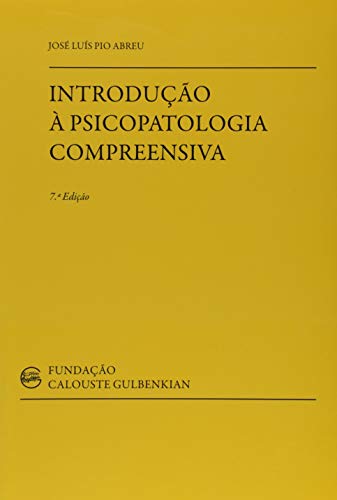 JOSÉ LUÍS PIO ABREU
INTRODUÇÃO
À PSICOPATOLOGIA
COMPREENSIVA
7.ª Edição
FUNDAÇÃO
CALOUSTE GULBENKIAN